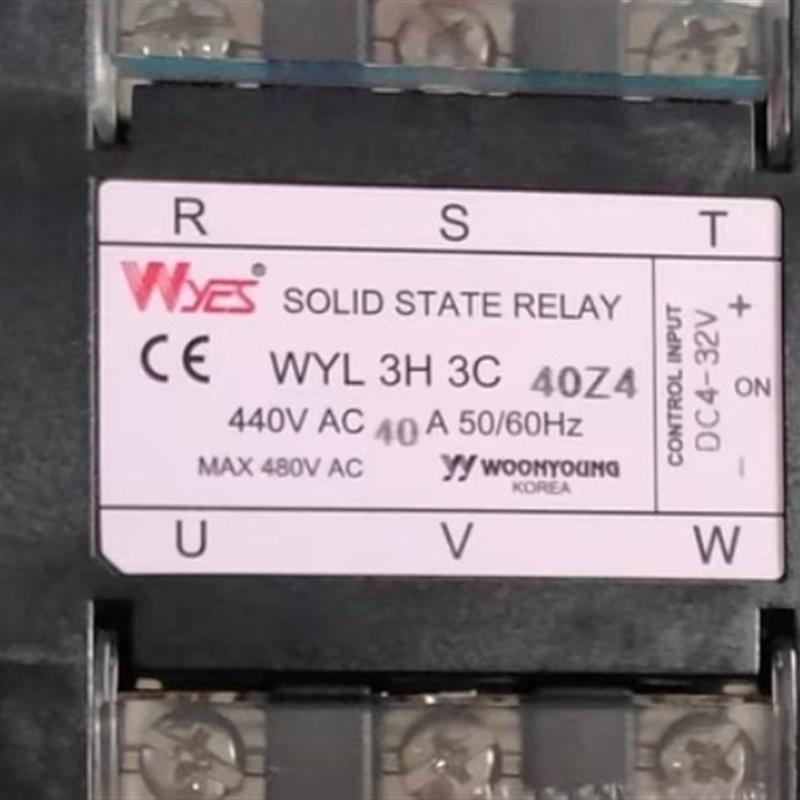 R S T
WYES® SOLID STATE RELAY
CE WYL 3H 3C 40Z4
440V AC 40 A 50/60Hz
MAX 480V AC WOONYOUNG
KOREA
CONTROL INPUT
DC4-32V
+
ON
-
U V W